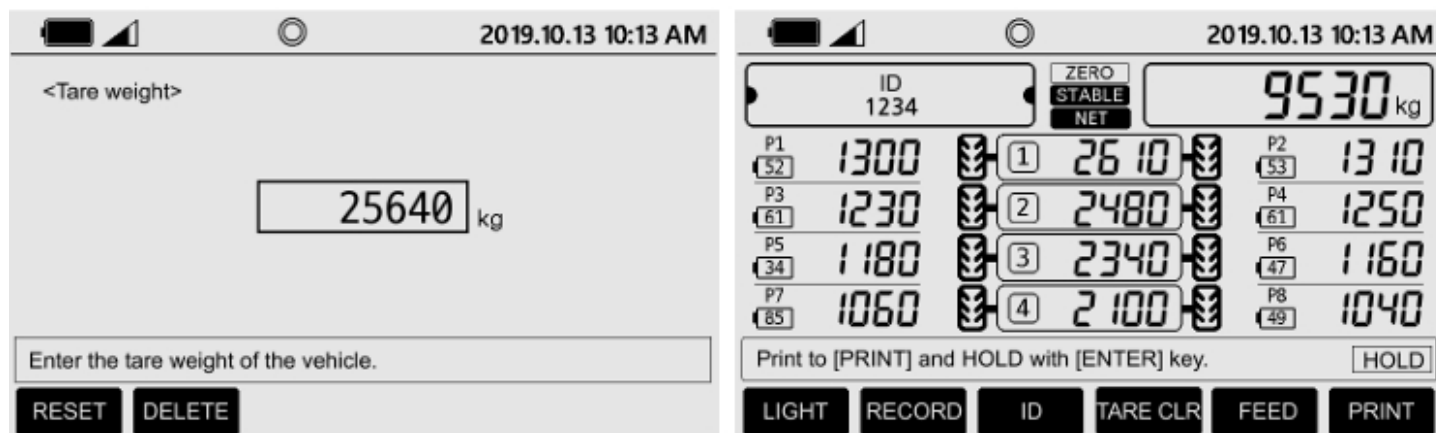 2019.10.13 10:13 AM
<Tare weight>
25640 kg
Enter the tare weight of the vehicle.
RESET DELETE
2019.10.13 10:13 AM
ID
1234
ZERO
STABLE
NET
9530 kg
P1 52 1300 1 2610 P2 53 1310
P3 61 1230 2 2480 P4 61 1250
P5 34 1180 3 2340 P6 47 1160
P7 85 1060 4 2100 P8 49 1040
Print to [PRINT] and HOLD with [ENTER] key. HOLD
LIGHT RECORD ID TARE CLR FEED PRINT